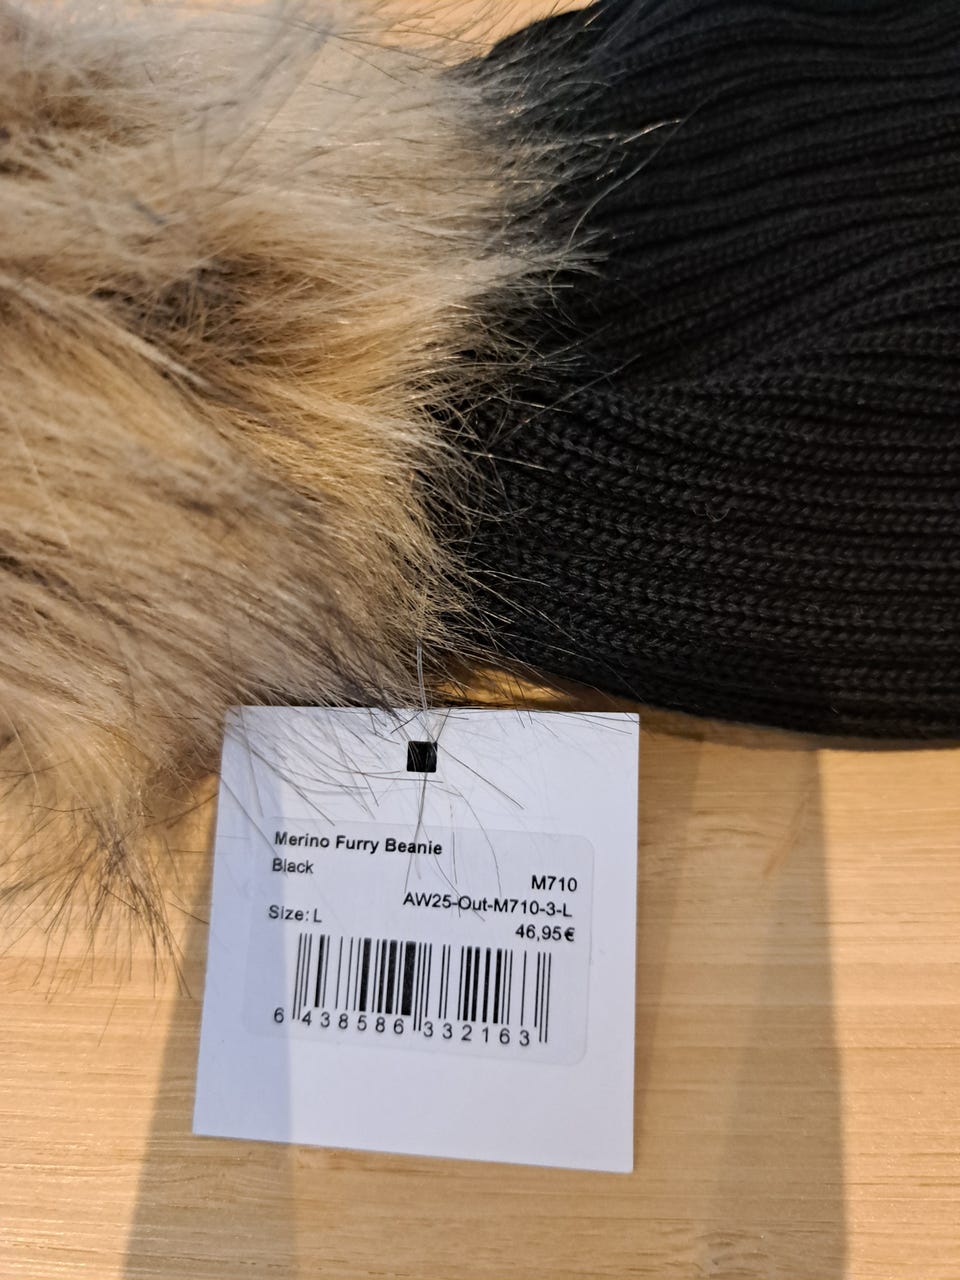 Merino Furry Beanie
Black
M710
AW25-Out-M710-3-L
Size: L
46,95€
6 438586 332163